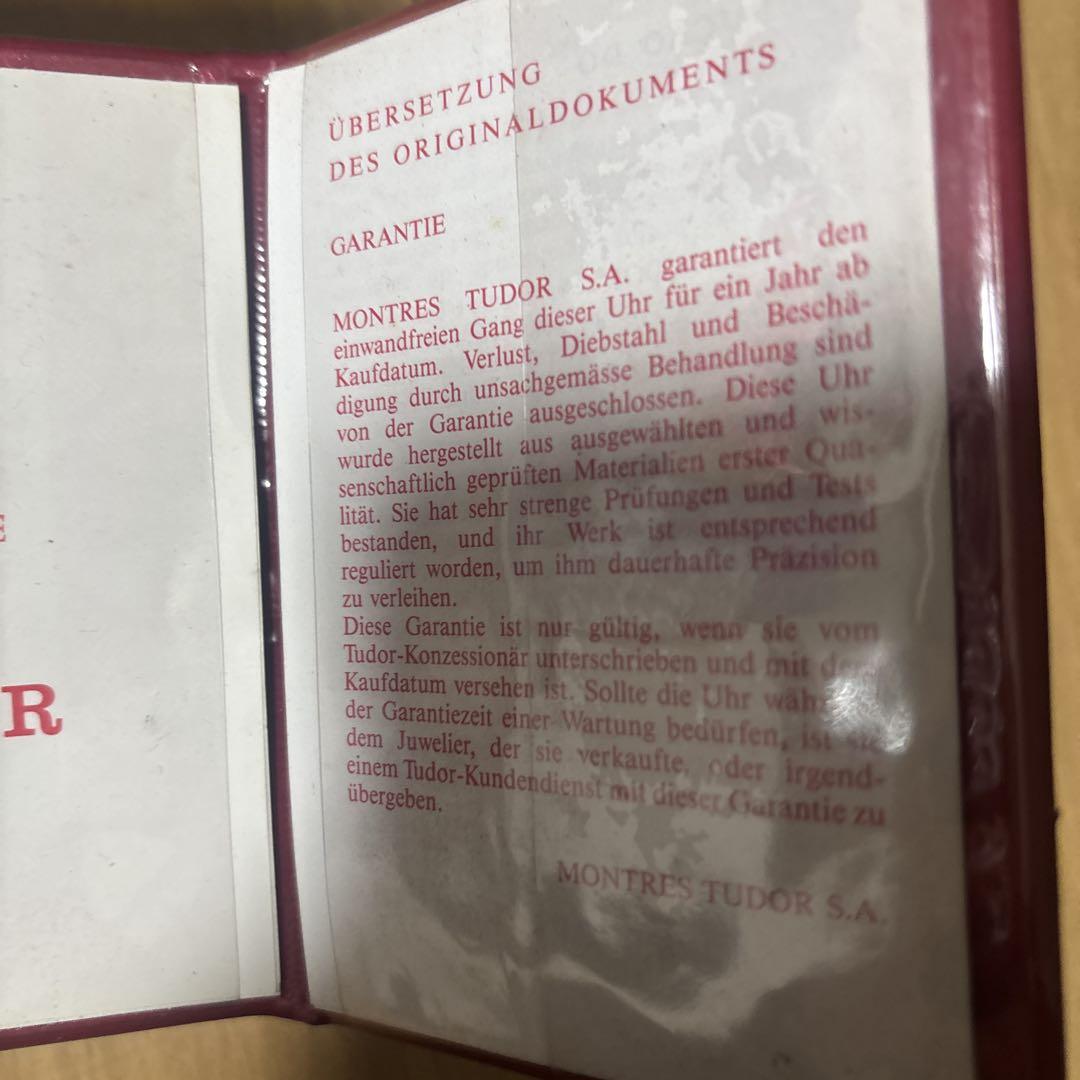 E
R
ÜBERSETZUNG
DES ORIGINALDOKUMENTS
GARANTIE
MONTRES TUDOR S.A. garantiert den
einwandfreien Gang dieser Uhr für ein Jahr ab
Kaufdatum. Verlust, Diebstahl und Beschä-
digung durch unsachgemässe Behandlung sind
von der Garantie ausgeschlossen. Diese Uhr
wurde hergestellt aus ausgewählten und wis-
senschaftlich geprüften Materialien erster Qua-
lität. Sie hat sehr strenge Prüfungen und Tests
bestanden, und ihr Werk ist entsprechend
reguliert worden, um ihm dauerhafte Präzision
zu verleihen.
Diese Garantie ist nur gültig, wenn sie vom
Tudor-Konzessionär unterschrieben und mit dem
Kaufdatum versehen ist. Sollte die Uhr
der Garantiezeit einer Wartung bedürfen, ist sie
dem Juwelier, der sie verkaufte, oder irgend-
einem Tudor-Kundendienst mit dieser Garantie zu
übergeben.
MONTRES TUDOR S.A.